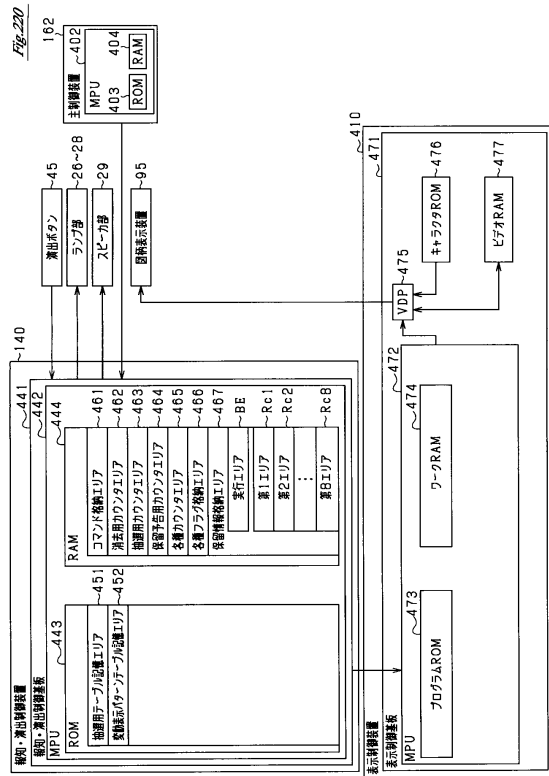 Fig.220
162
主制御装置
402
MPU
403
404
ROM
RAM
演出ボタン
45
ランプ部
26~28
スピーカ部
29
図柄表示装置
95
140
441
報知・演出制御装置
442
報知・演出制御基板
MPU
443
ROM
抽選用テーブル記憶エリア
451
変動表示パターンテーブル記憶エリア
452
444
RAM
コマンド格納エリア
461
消去用カウンタエリア
462
抽選用カウンタエリア
463
保留予告用カウンタエリア
464
各種カウンタエリア
465
各種フラグ格納エリア
466
保留情報格納エリア
467
実行エリア
BE
第1エリア
Rc1
第2エリア
Rc2
⋮
第8エリア
Rc8
410
表示制御装置
471
表示制御基板
472
MPU
473
プログラムROM
474
ワークRAM
VDP
475
キャラクタROM
476
ビデオRAM
477